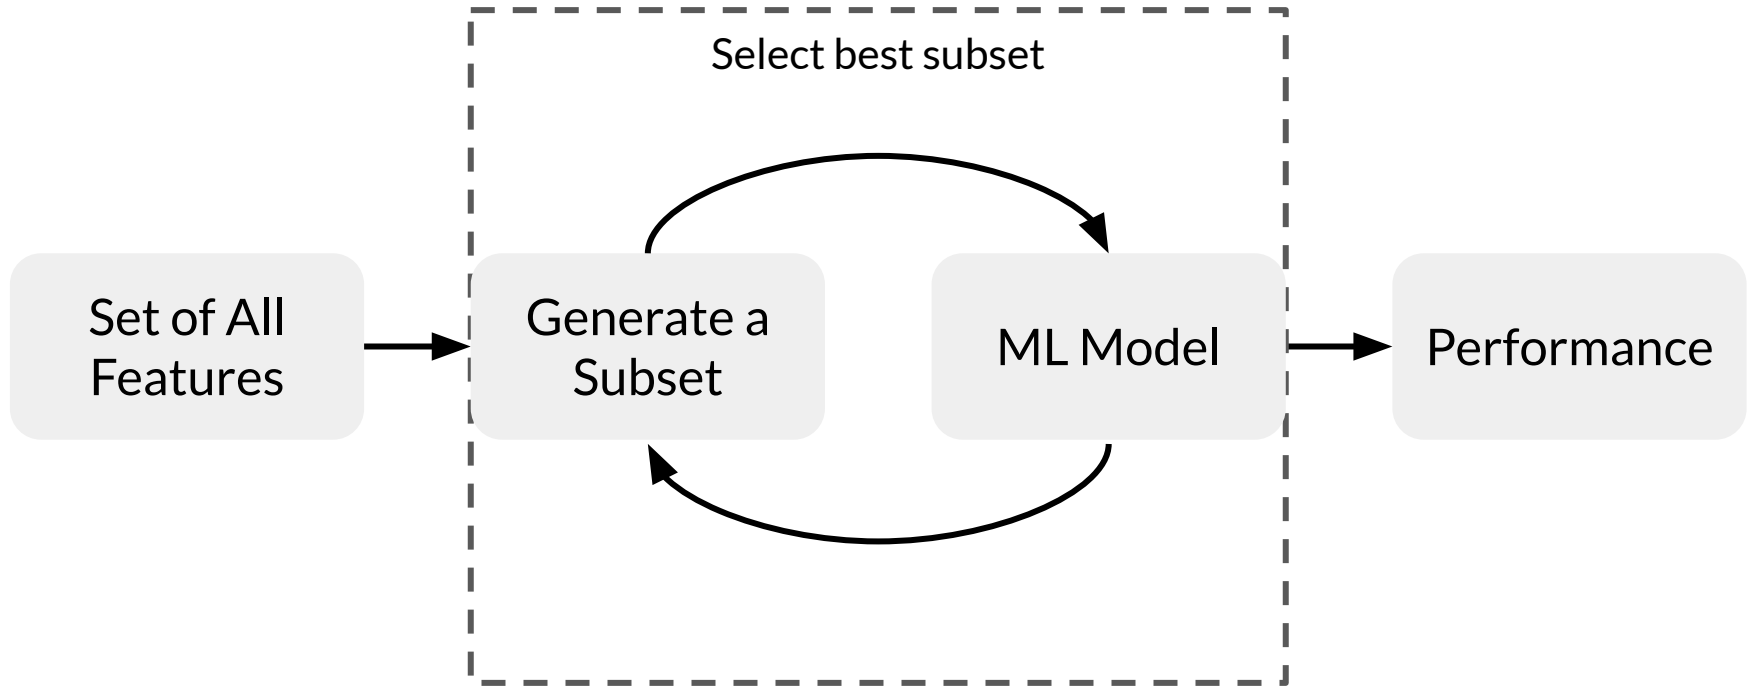 Select best subset
Set of All
Features
Generate a
Subset
ML Model
Performance